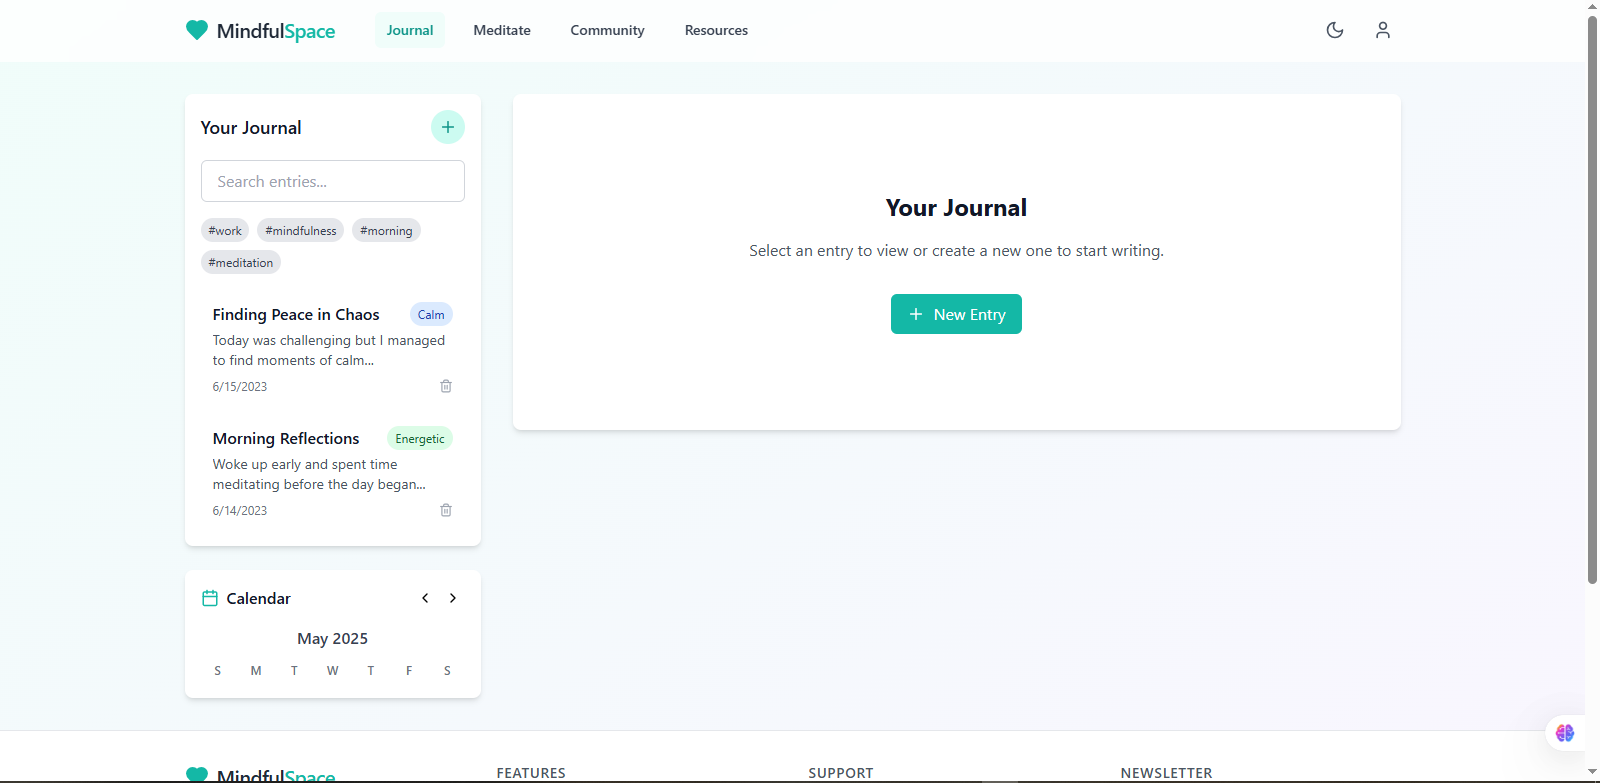 MindfulSpace
Journal
Meditate
Community
Resources
Your Journal
Search entries...
#work
#mindfulness
#morning
#meditation
Finding Peace in Chaos
Calm
Today was challenging but I managed
to find moments of calm...
6/15/2023
Morning Reflections
Energetic
Woke up early and spent time
meditating before the day began...
6/14/2023
Calendar
May 2025
S M T W T F S
Your Journal
Select an entry to view or create a new one to start writing.
New Entry
MindfulSpace
FEATURES
SUPPORT
NEWSLETTER